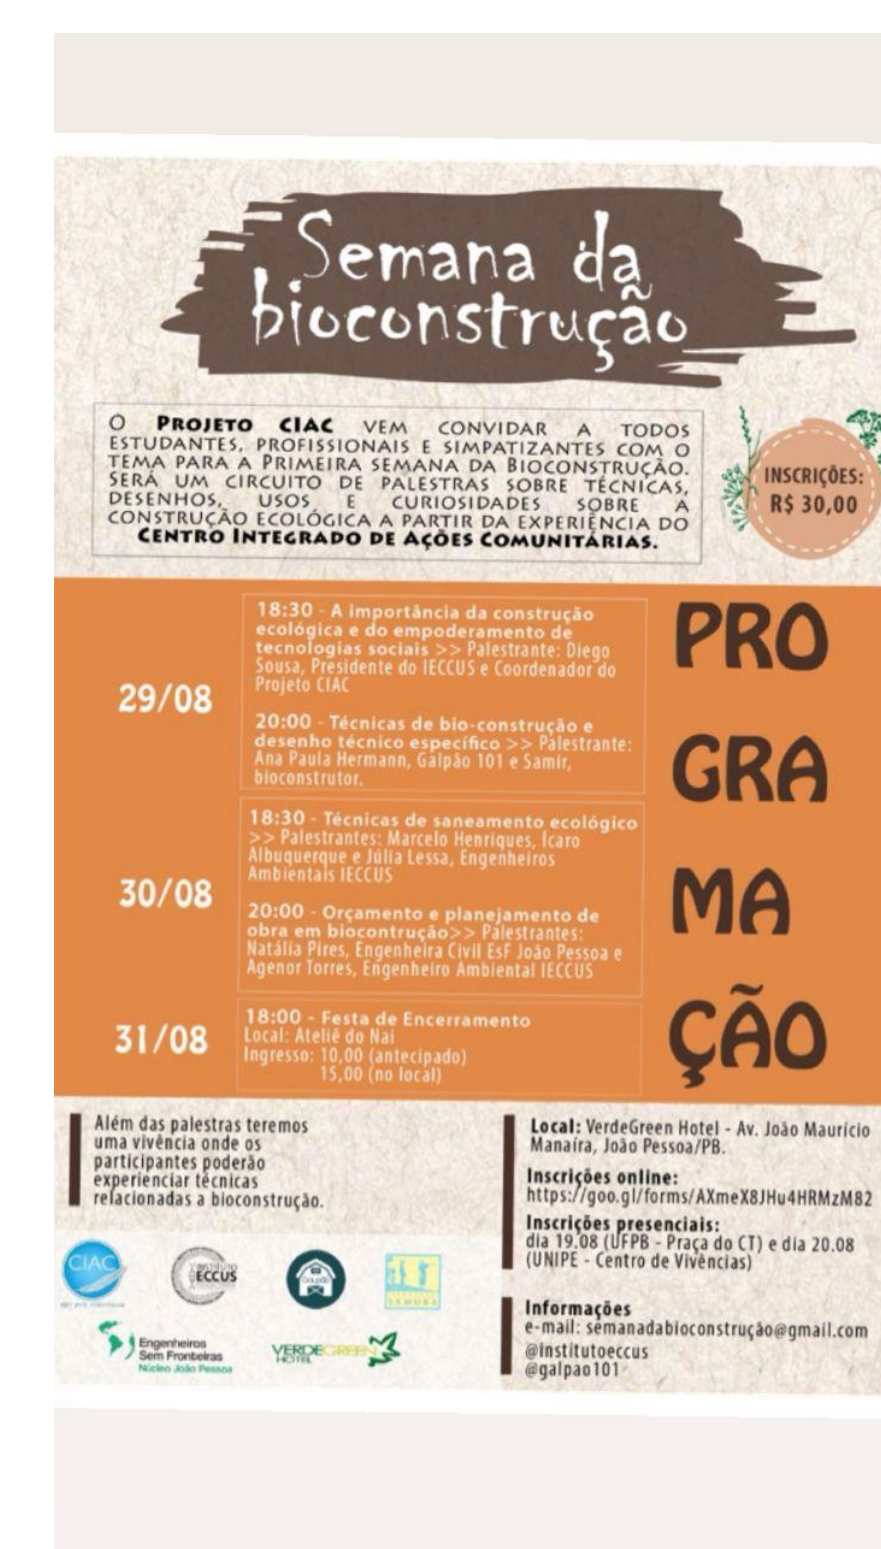 Semana da
bioconstrução
O PROJETO CIAC VEM CONVIDAR A TODOS
ESTUDANTES, PROFISSIONAIS E SIMPATIZANTES COM O
TEMA PARA A PRIMEIRA SEMANA DA BIOCONSTRUÇÃO.
SERÁ UM CIRCUITO DE PALESTRAS SOBRE TÉCNICAS,
DESENHOS, USOS E CURIOSIDADES SOBRE A
CONSTRUÇÃO ECOLÓGICA A PARTIR DA EXPERIÊNCIA DO
CENTRO INTEGRADO DE AÇÕES COMUNITÁRIAS.
INSCRIÇÕES:
R$ 30,00
PRO
GRA
MA
ÇÃO
29/08
18:30 - A importância da construção
ecológica e do empoderamento de
tecnologias sociais >> Palestrante: Diego
Sousa, Presidente do IECCUS e Coordenador do
Projeto CIAC
20:00 - Técnicas de bio-construção e
desenho técnico específico >> Palestrante:
Ana Paula Hermann, Galpão 101 e Samir,
bioconstrutor.
30/08
18:30 - Técnicas de saneamento ecológico
>> Palestrantes: Marcelo Henriques, Ícaro
Albuquerque e Júlia Lessa, Engenheiros
Ambientais IECCUS
20:00 - Orçamento e planejamento de
obra em biocontrução>> Palestrantes:
Natália Pires, Engenheira Civil EsF João Pessoa e
Agenor Torres, Engenheiro Ambiental IECCUS
31/08
18:00 - Festa de Encerramento
Local: Ateliê do Nai
Ingresso: 10,00 (antecipado)
15,00 (no local)
Além das palestras teremos
uma vivência onde os
participantes poderão
experienciar técnicas
relacionadas a bioconstrução.
Local: VerdeGreen Hotel - Av. João Maurício
Manaíra, João Pessoa/PB.
Inscrições online:
https://goo.gl/forms/AXmeX8JHu4HRMzM82
Inscrições presenciais:
dia 19.08 (UFPB - Praça do CT) e dia 20.08
(UNIPE - Centro de Vivências)
Informações
e-mail: semanadabioconstrução@gmail.com
@institutoeccus
@galpao101
CIAC
INSTITUTO
ECCUS
GALPÃO
SAMURA
Engenheiros
Sem Fronteiras
Núcleo João Pessoa
VERDEGREEN
HOTEL